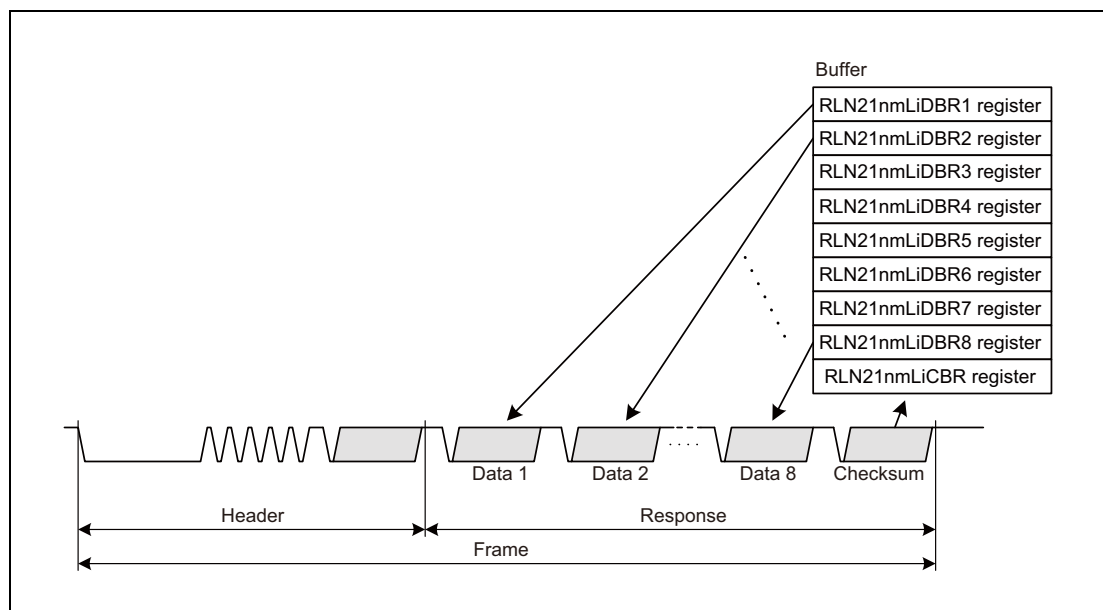 Buffer
RLN21nmLiDBR1 register
RLN21nmLiDBR2 register
RLN21nmLiDBR3 register
RLN21nmLiDBR4 register
RLN21nmLiDBR5 register
RLN21nmLiDBR6 register
RLN21nmLiDBR7 register
RLN21nmLiDBR8 register
RLN21nmLiCBR register
Data 1 Data 2 Data 8 Checksum
Header Response
Frame